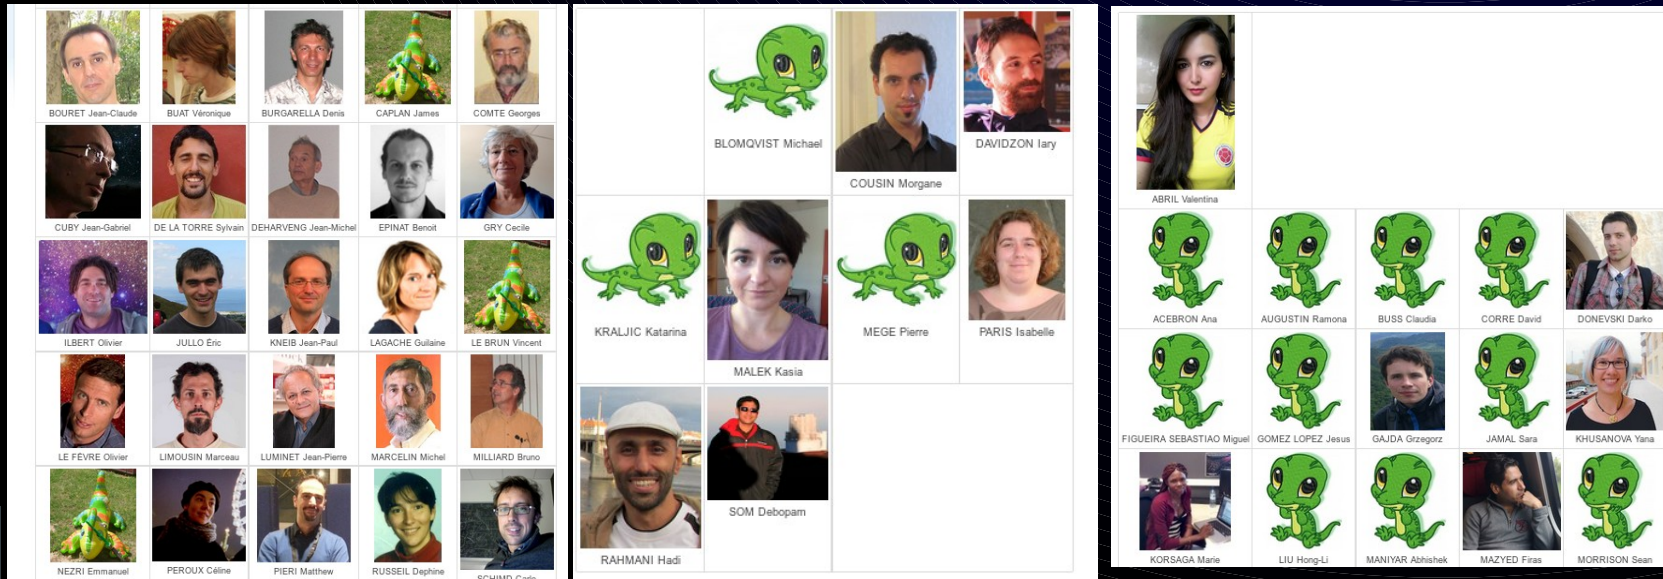 BOURET Jean-Claude
BUAT Véronique
BURGARELLA Denis
CAPLAN James
COMTE Georges
CUBY Jean-Gabriel
DE LA TORRE Sylvain
DEHARVENG Jean-Michel
EPINAT Benoit
GRY Cecile
ILBERT Olivier
JULLO Éric
KNEIB Jean-Paul
LAGACHE Guilaine
LE BRUN Vincent
LE FÈVRE Olivier
LIMOUSIN Marceau
LUMINET Jean-Pierre
MARCELIN Michel
MILLIARD Bruno
NEZRI Emmanuel
PEROUX Céline
PIERI Matthew
RUSSEIL Dephine
SCHIMD Carlo
BLOMQVIST Michael
COUSIN Morgane
DAVIDZON Iary
KRALJIC Katarina
MALEK Kasia
MEGE Pierre
PARIS Isabelle
RAHMANI Hadi
SOM Debopam
ABRIL Valentina
ACEBRON Ana
AUGUSTIN Ramona
BUSS Claudia
CORRE David
DONEVSKI Darko
FIGUEIRA SEBASTIAO Miguel
GOMEZ LOPEZ Jesus
GAJDA Grzegorz
JAMAL Sara
KHUSANOVA Yana
KORSAGA Marie
LIU Hong-Li
MANIYAR Abhishek
MAZYED Firas
MORRISON Sean